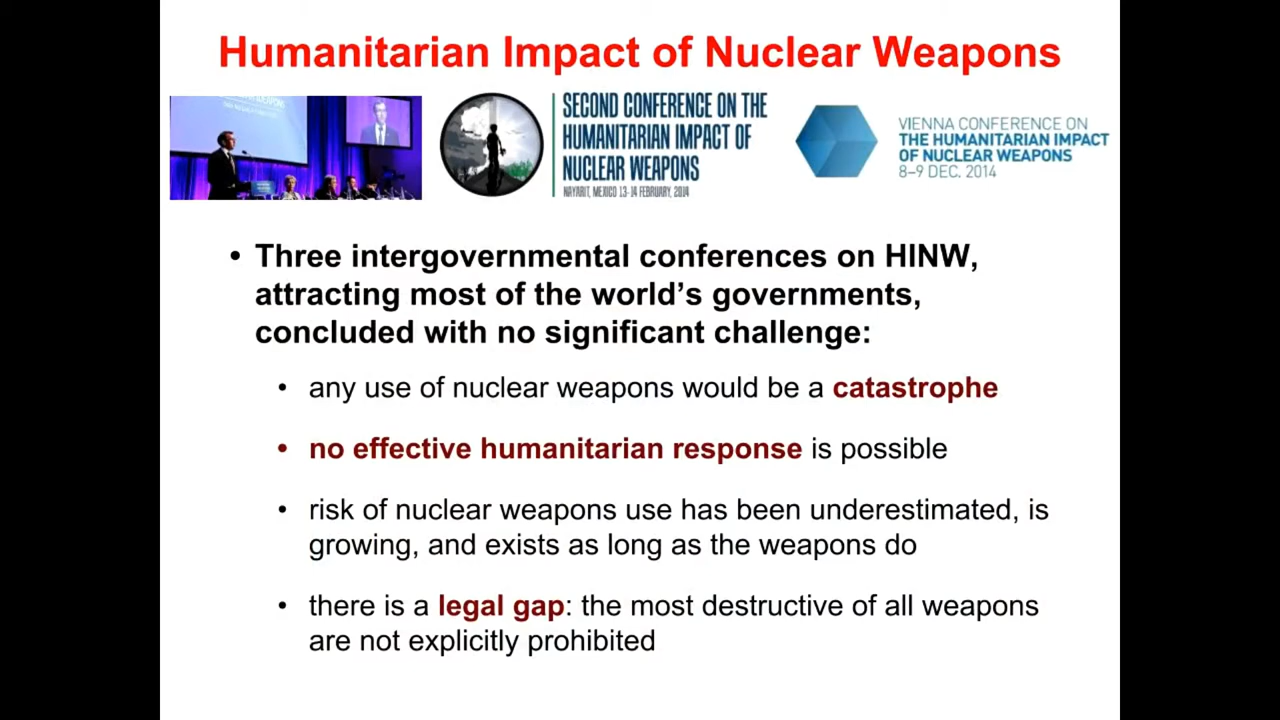 Humanitarian Impact of Nuclear Weapons
SECOND CONFERENCE ON THE
HUMANITARIAN IMPACT OF
NUCLEAR WEAPONS
NAYARIT, MEXICO 13-14 FEBRUARY, 2014
VIENNA CONFERENCE ON
THE HUMANITARIAN IMPACT
OF NUCLEAR WEAPONS
8–9 DEC. 2014
• Three intergovernmental conferences on HINW,
attracting most of the world’s governments,
concluded with no significant challenge:
• any use of nuclear weapons would be a catastrophe
• no effective humanitarian response is possible
• risk of nuclear weapons use has been underestimated, is
growing, and exists as long as the weapons do
• there is a legal gap: the most destructive of all weapons
are not explicitly prohibited